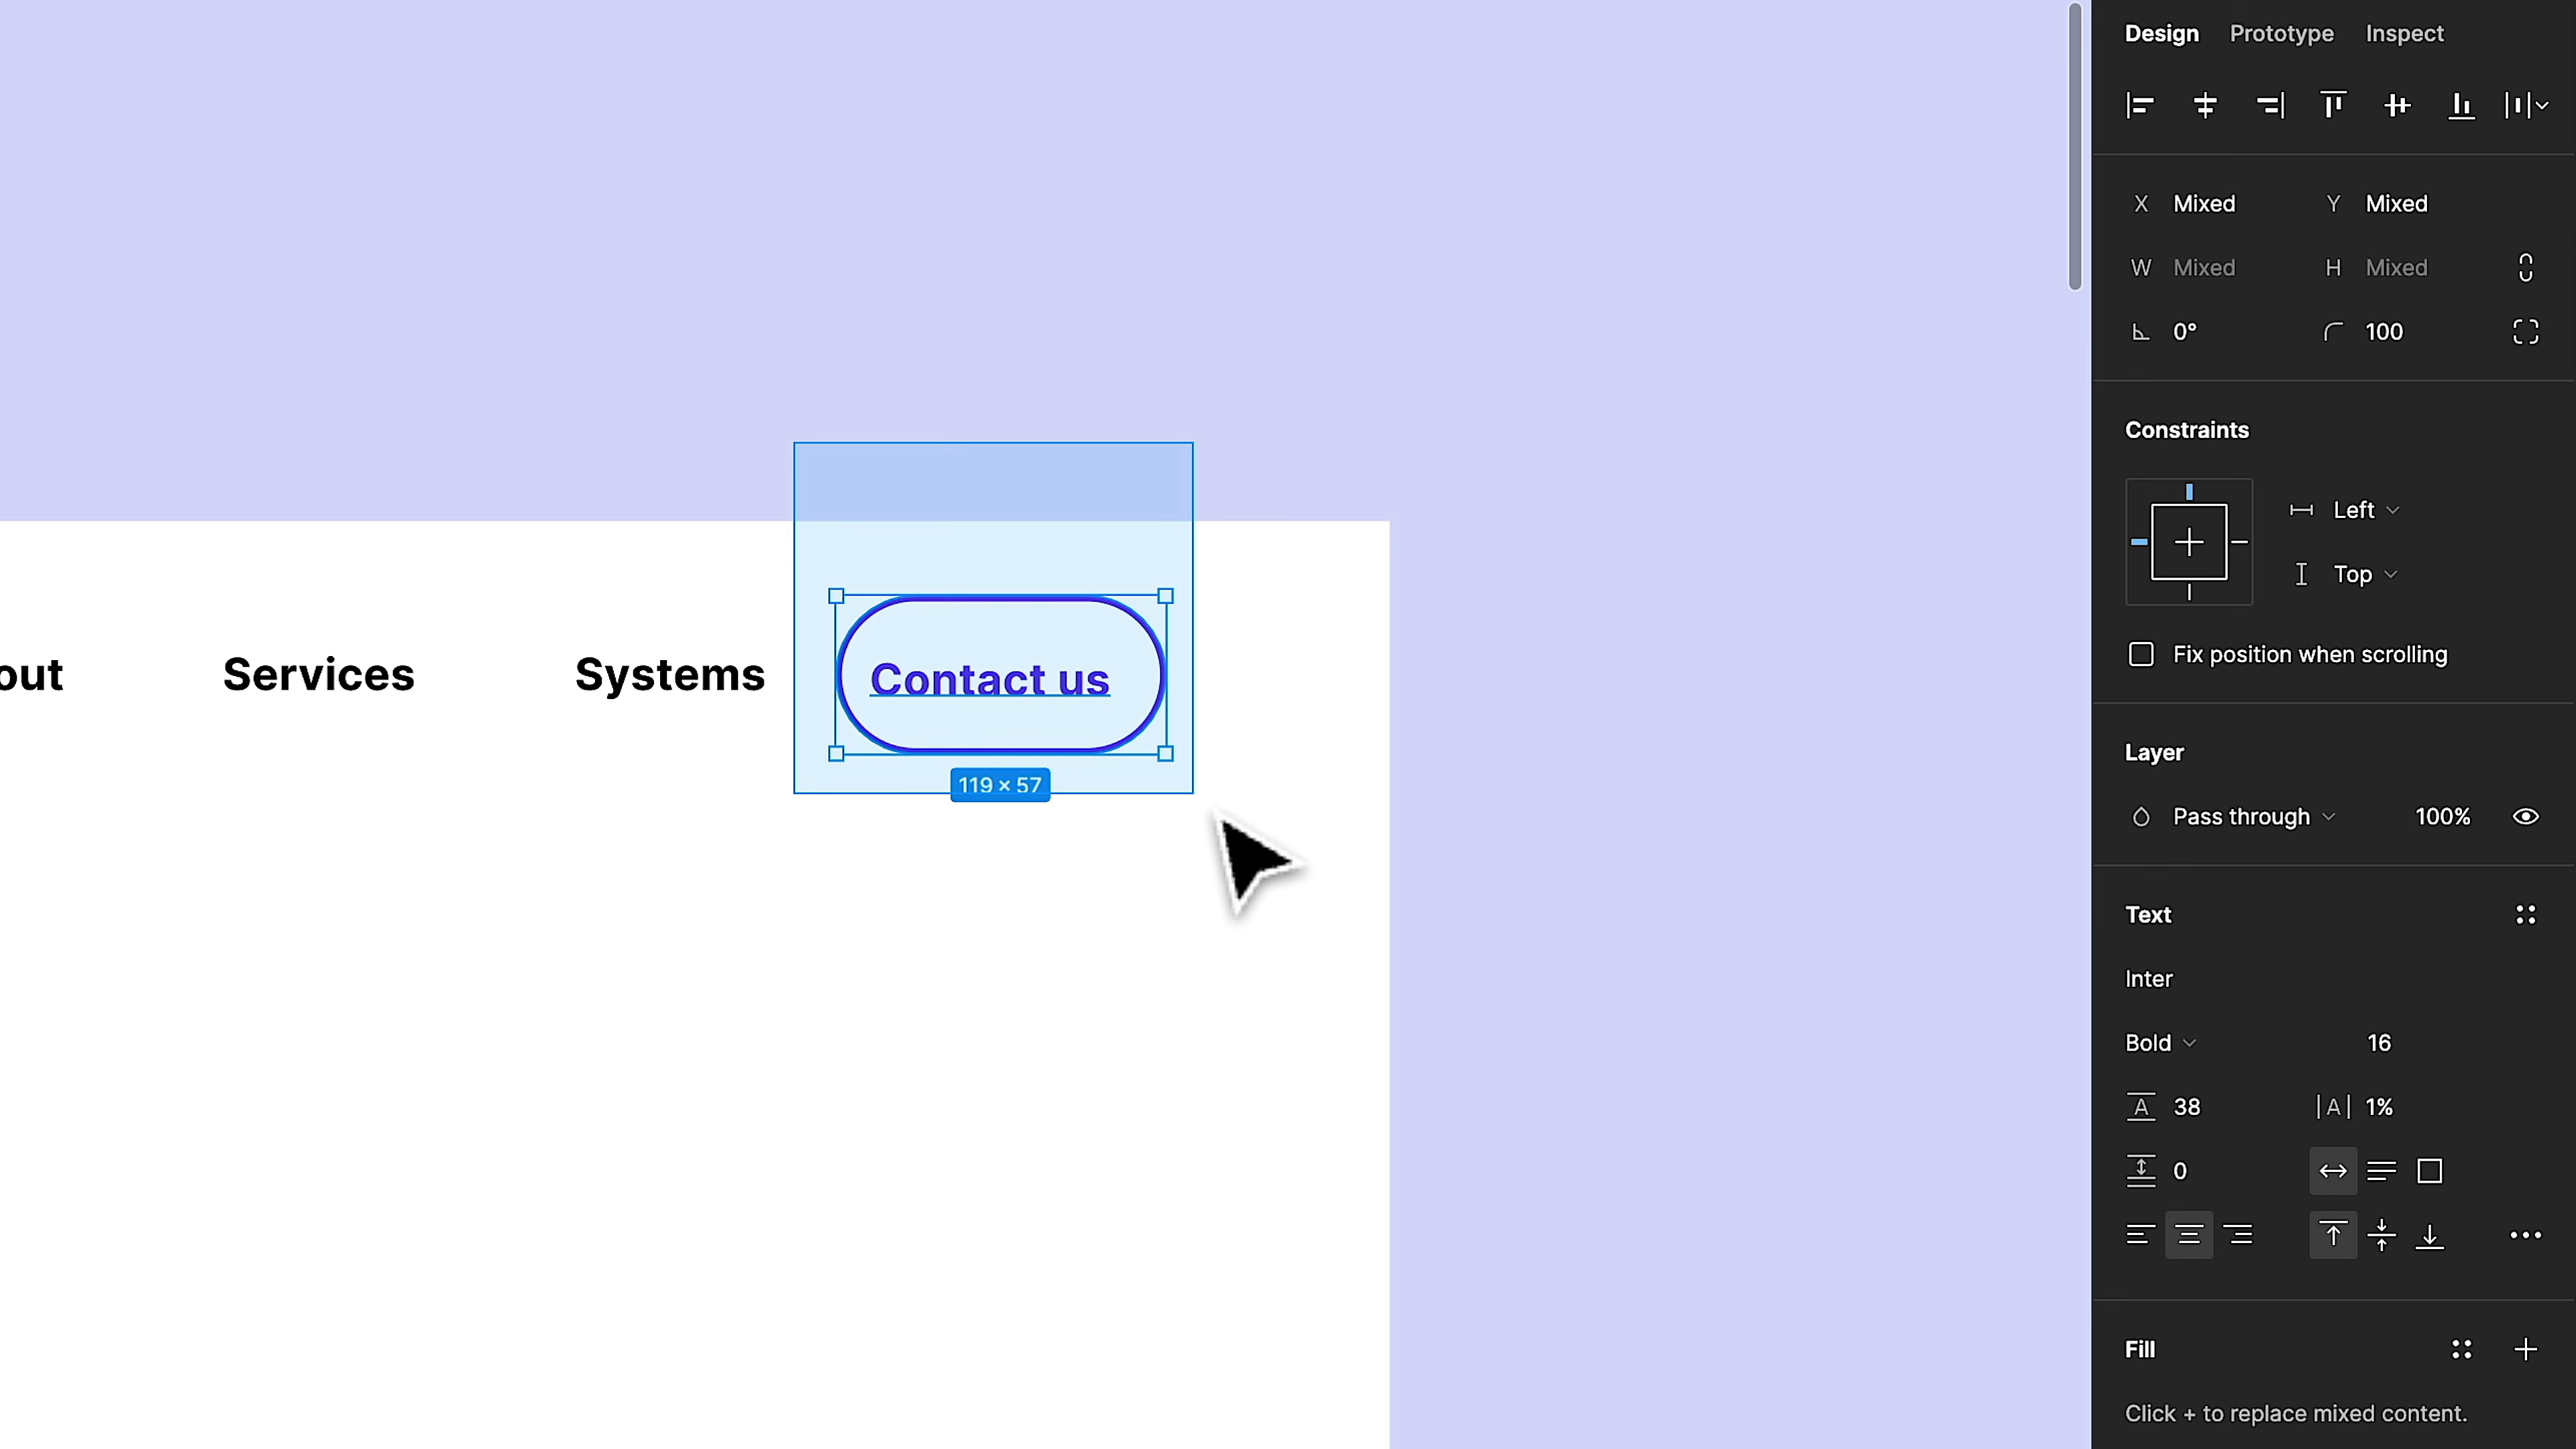 Design Prototype Inspect
X Mixed Y Mixed
W Mixed H Mixed
0° 100
Constraints
Left
Top
Fix position when scrolling
Layer
Pass through 100%
Text
Inter
Bold 16
A 38 |A| 1%
0
Fill
Click + to replace mixed content.
out Services Systems Contact us
119 × 57